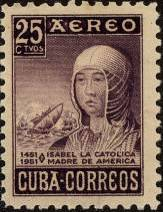 AEREO
25
CTVOS
1451 ISABEL LA CATOLICA
1951 MADRE DE AMERICA
CUBA-CORREOS